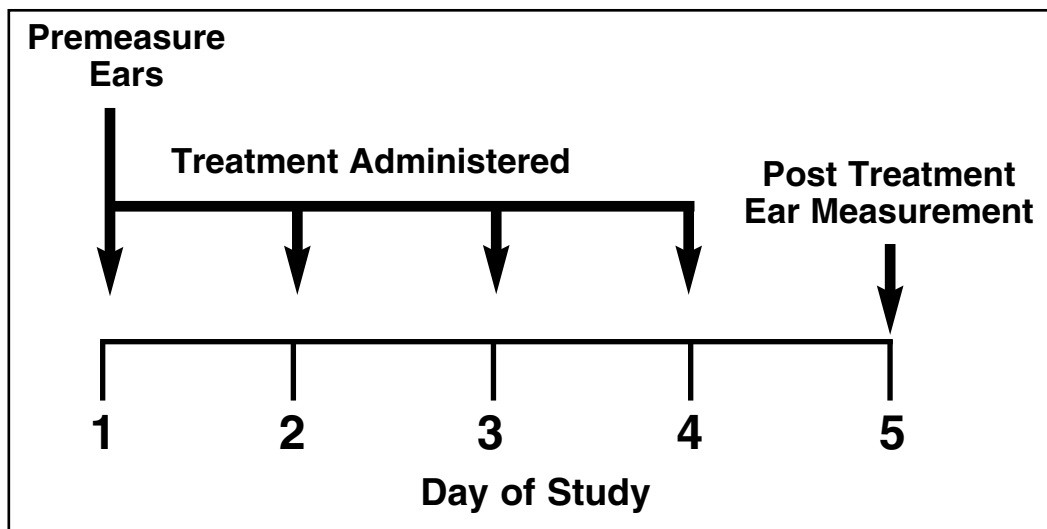 Premeasure
Ears
Treatment Administered
Post Treatment
Ear Measurement
1 2 3 4 5
Day of Study